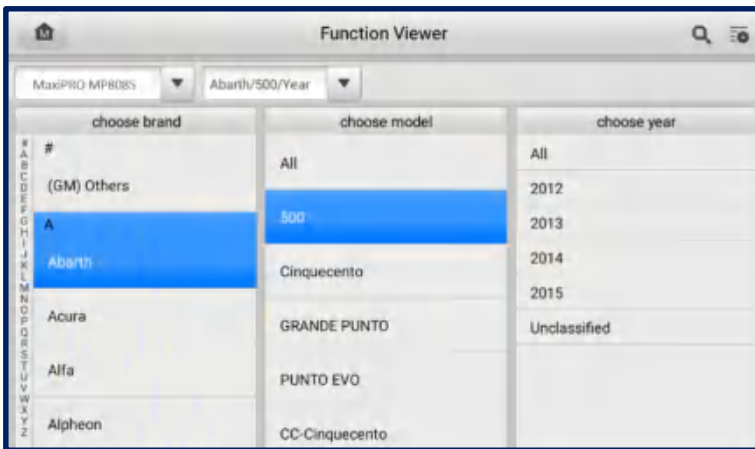 Function Viewer
MaxiPRO MP808S
Abarth/500/Year
choose brand
#
A
B
C
D
E
F
G
H
I
J
K
L
M
N
O
P
Q
R
S
T
U
V
W
X
Y
Z
#
(GM) Others
A
Abarth
Acura
Alfa
Alpheon
choose model
All
500
Cinquecento
GRANDE PUNTO
PUNTO EVO
CC-Cinquecento
choose year
All
2012
2013
2014
2015
Unclassified